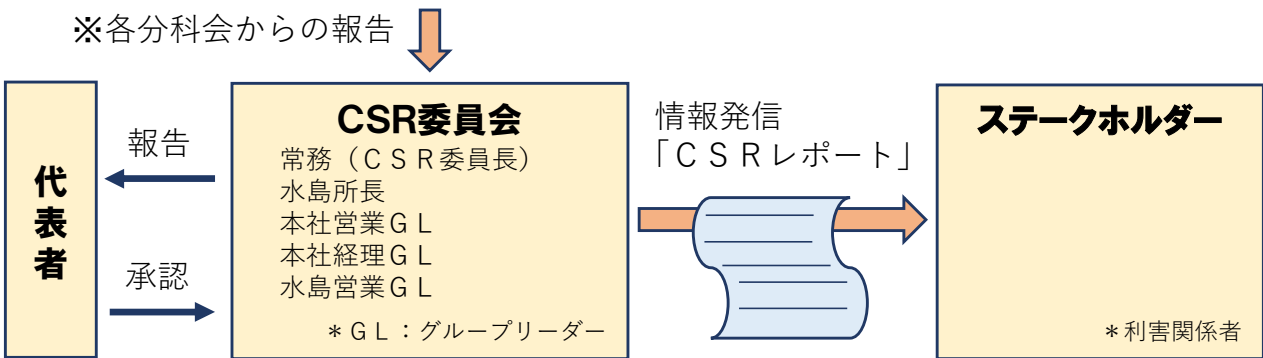 ※各分科会からの報告
代表者
報告
承認
CSR委員会
常務（ＣＳＲ委員長）
水島所長
本社営業ＧＬ
本社経理ＧＬ
水島営業ＧＬ
＊ＧＬ：グループリーダー
情報発信
「ＣＳＲレポート」
ステークホルダー
＊利害関係者